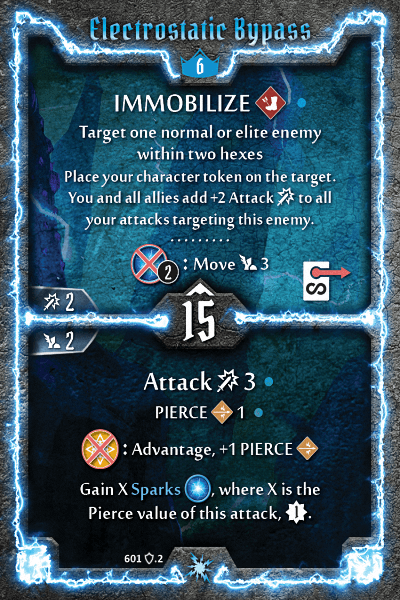 Electrostatic Bypass
6
IMMOBILIZE
Target one normal or elite enemy
within two hexes
Place your character token on the target.
You and all allies add +2 Attack to all
your attacks targeting this enemy.
2 : Move 3
2
15
2
Attack 3
PIERCE 1
: Advantage, +1 PIERCE
Gain X Sparks , where X is the
Pierce value of this attack, 1 .
601 .2